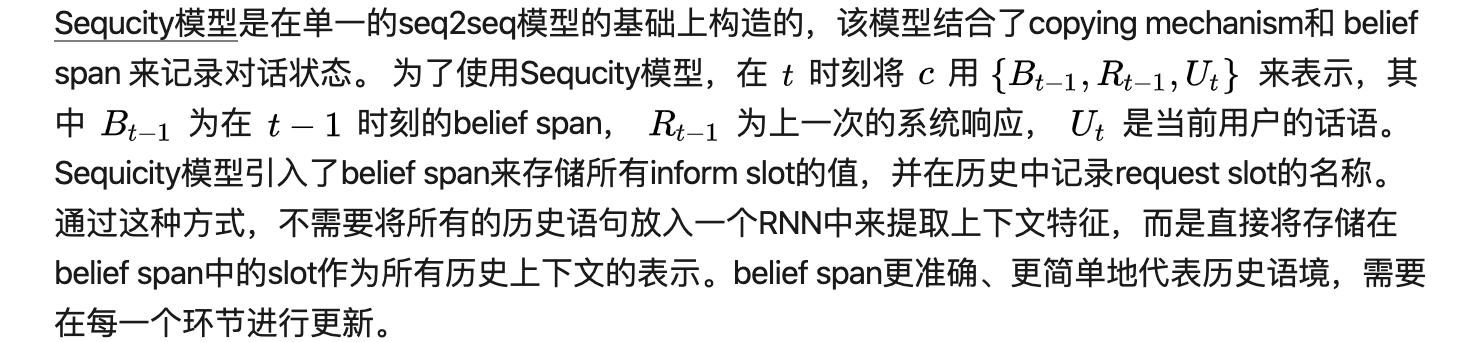 Sequcity模型是在单一的seq2seq模型的基础上构造的，该模型结合了copying mechanism和 belief
span 来记录对话状态。 为了使用Sequcity模型，在 t 时刻将 c 用 {B_{t-1}, R_{t-1}, U_t} 来表示，其
中 B_{t-1} 为在 t − 1 时刻的belief span， R_{t-1} 为上一次的系统响应， U_t 是当前用户的话语。
Sequicity模型引入了belief span来存储所有inform slot的值，并在历史中记录request slot的名称。
通过这种方式，不需要将所有的历史语句放入一个RNN中来提取上下文特征，而是直接将存储在
belief span中的slot作为所有历史上下文的表示。belief span更准确、更简单地代表历史语境，需要
在每一个环节进行更新。